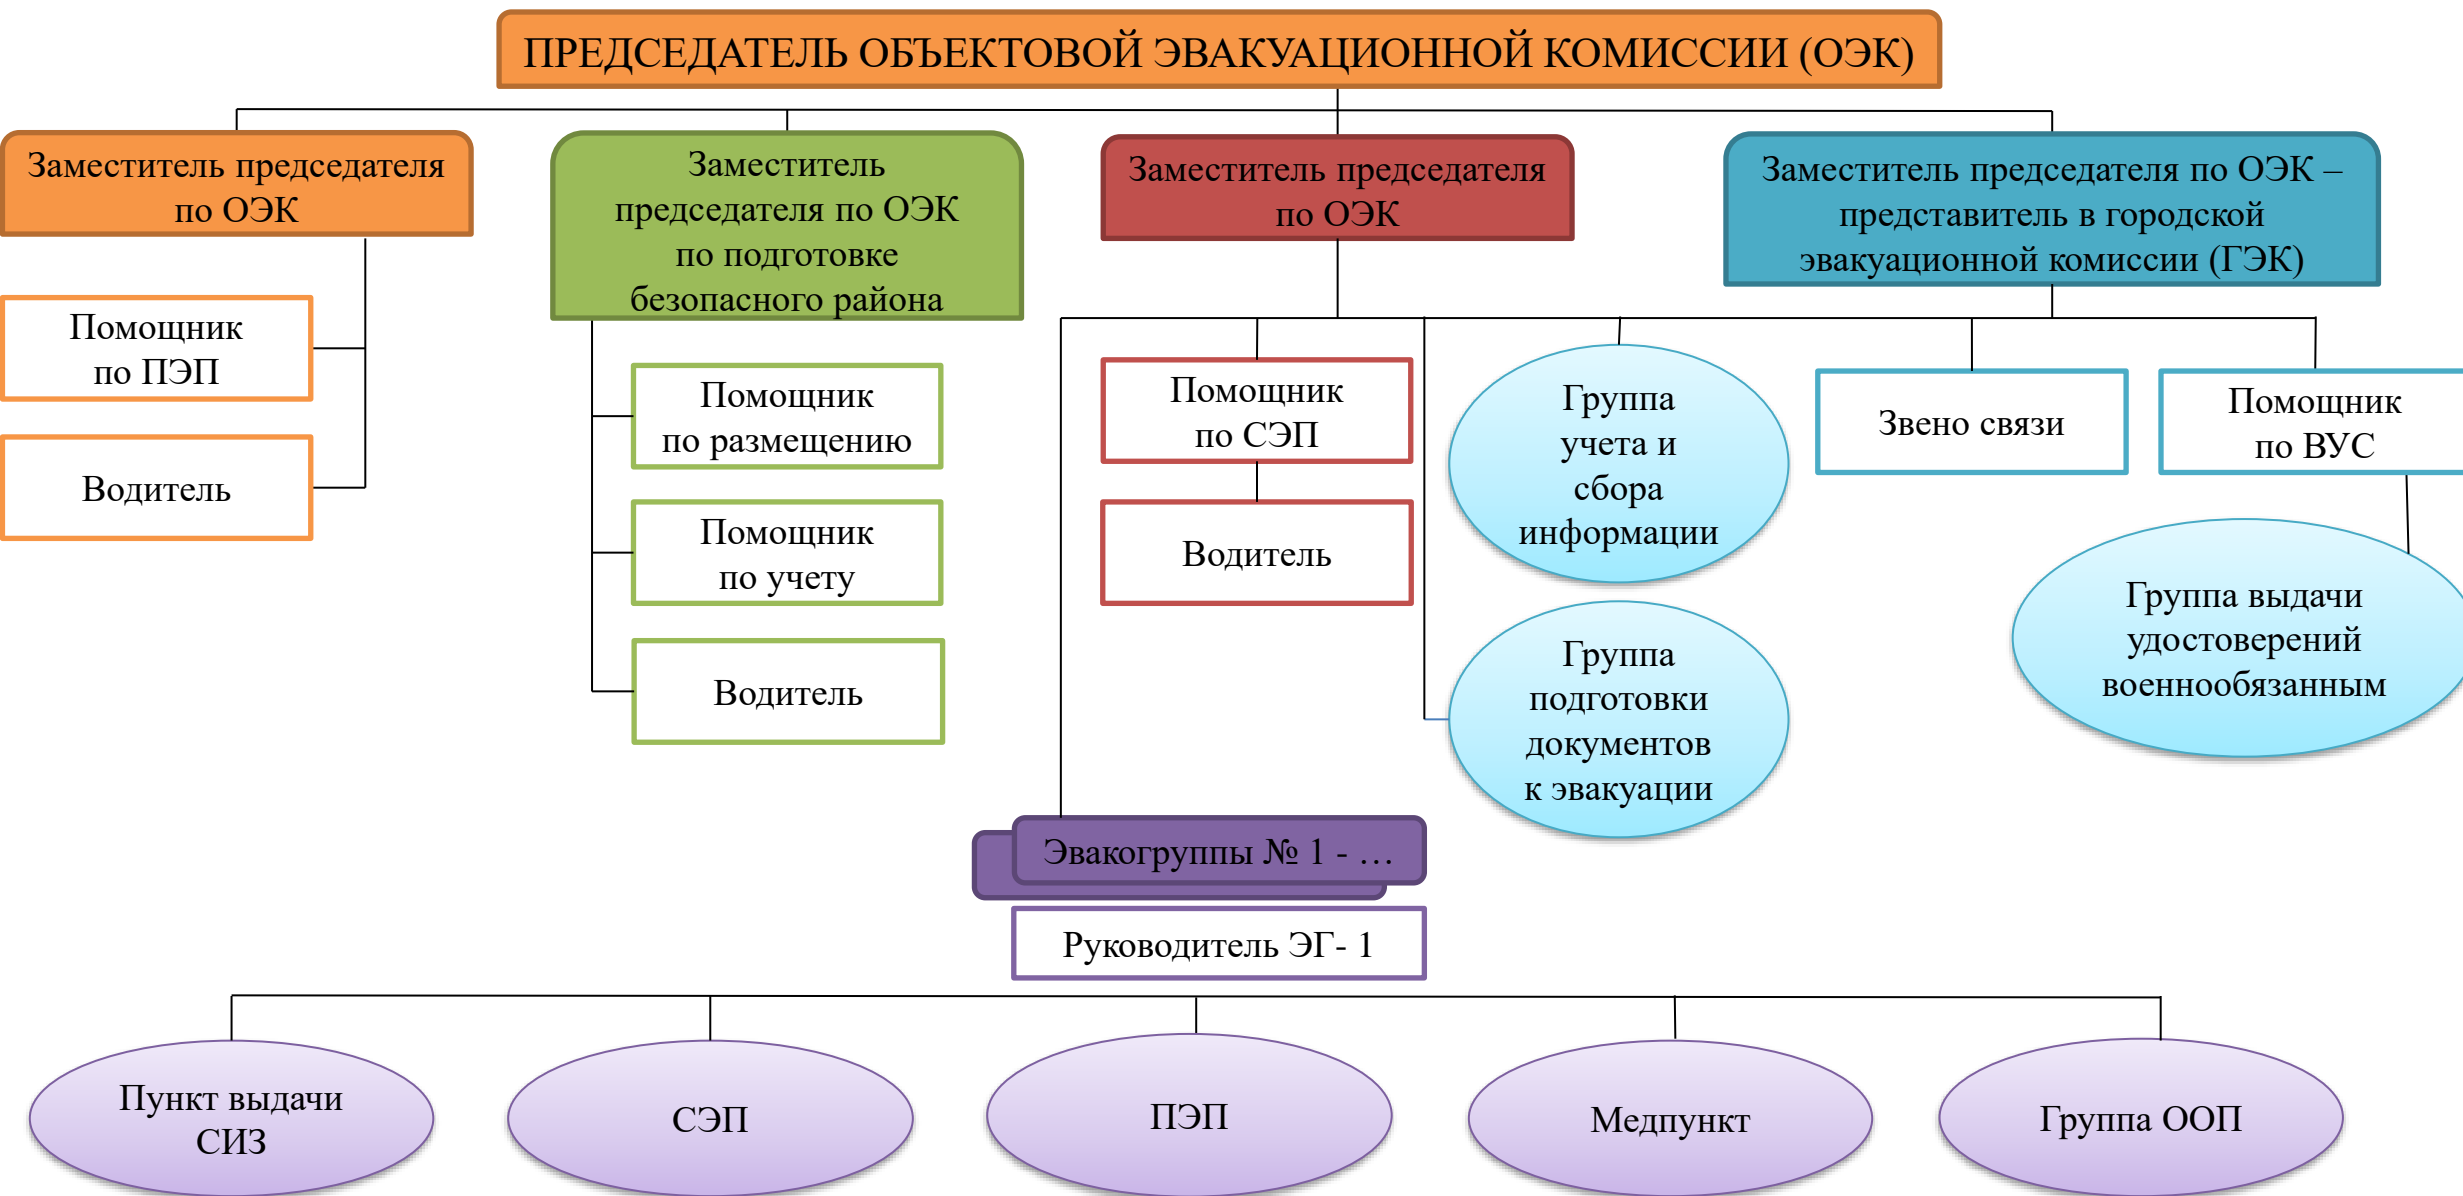 ПРЕДСЕДАТЕЛЬ ОБЪЕКТОВОЙ ЭВАКУАЦИОННОЙ КОМИССИИ (ОЭК)
Заместитель председателя
по ОЭК
Заместитель
председателя по ОЭК
по подготовке
безопасного района
Заместитель председателя
по ОЭК
Заместитель председателя по ОЭК –
представитель в городской
эвакуационной комиссии (ГЭК)
Помощник
по ПЭП
Водитель
Помощник
по размещению
Помощник
по учету
Водитель
Помощник
по СЭП
Водитель
Группа
учета и
сбора
информации
Группа
подготовки
документов
к эвакуации
Звено связи
Помощник
по ВУС
Группа выдачи
удостоверений
военнообязанным
Эвакогруппы № 1 - …
Руководитель ЭГ- 1
Пункт выдачи
СИЗ
СЭП
ПЭП
Медпункт
Группа ООП